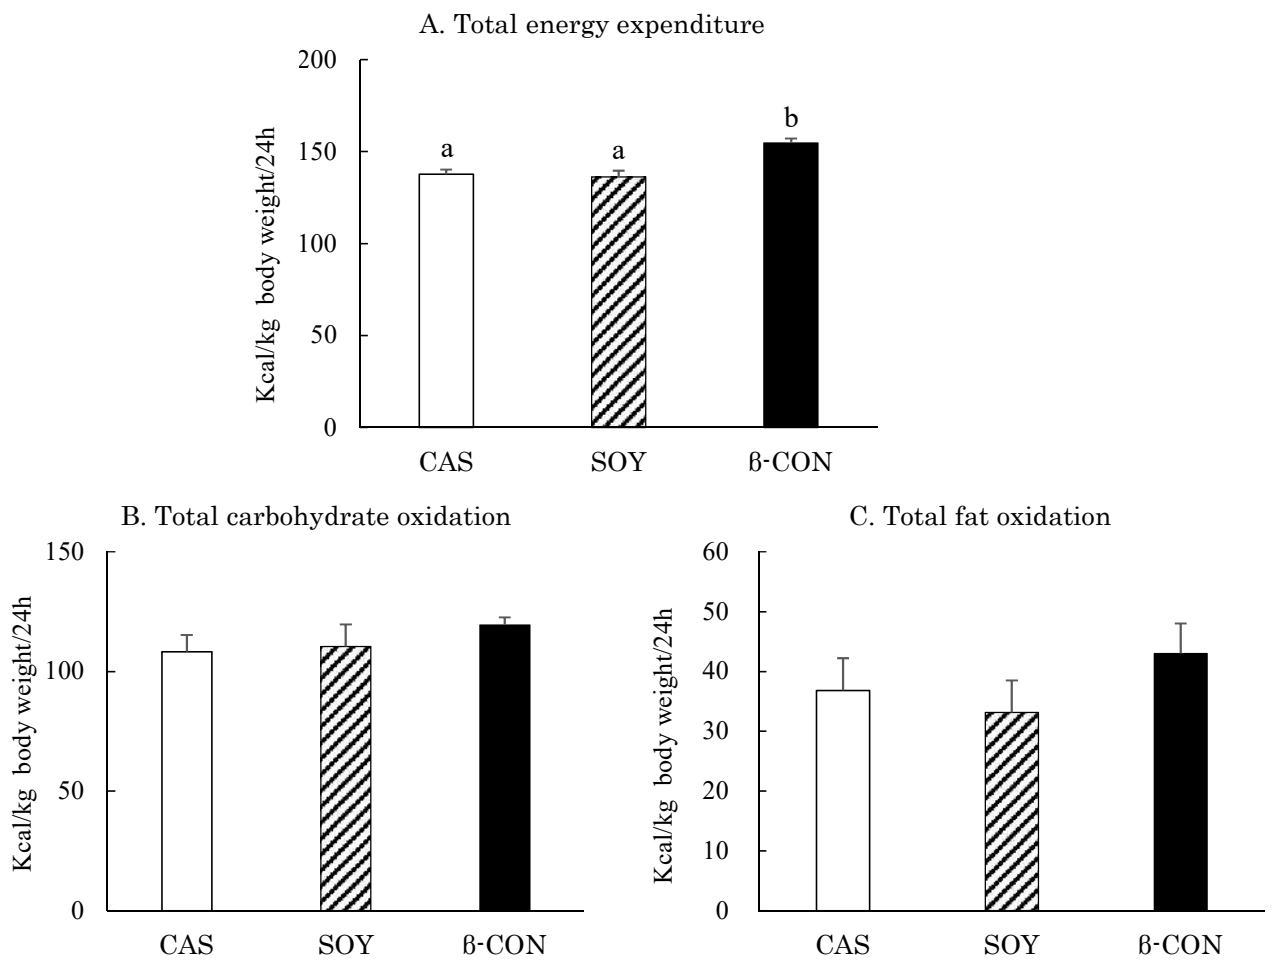 A. Total energy expenditure
200
150
100
50
0
Kcal/kg body weight/24h
a
a
b
CAS SOY β-CON
B. Total carbohydrate oxidation
150
100
50
0
Kcal/kg body weight/24h
CAS SOY β-CON
C. Total fat oxidation
60
50
40
30
20
10
0
Kcal/kg body weight/24h
CAS SOY β-CON